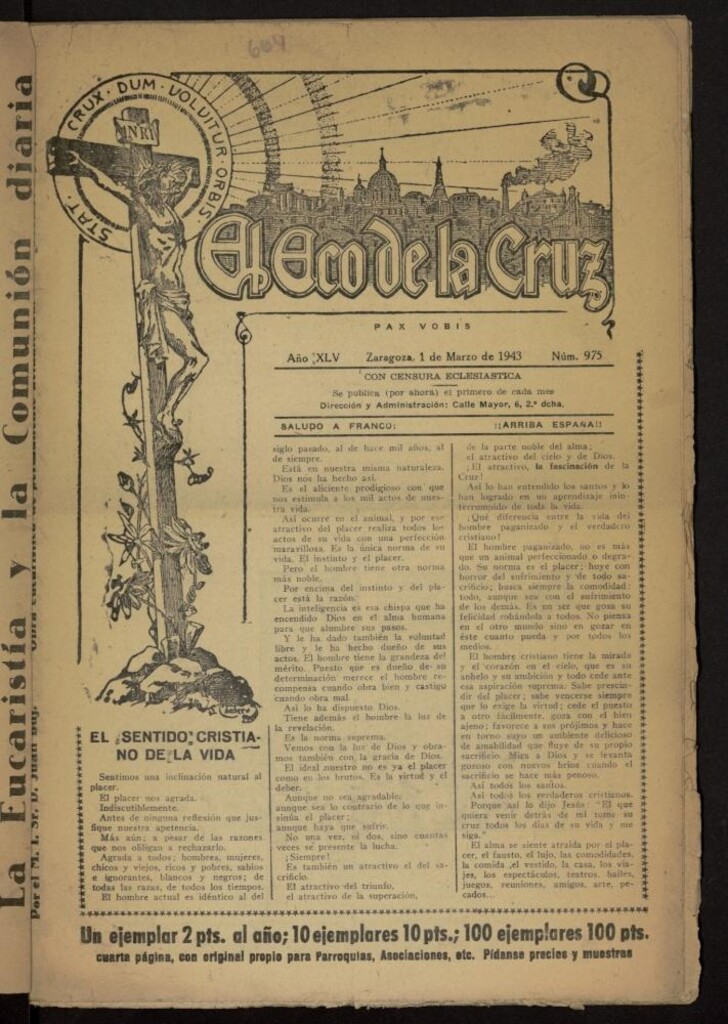 604
STAT · CRUX · DUM · VOLVITUR · ORBIS
INRI
El Eco de la Cruz
PAX VOBIS
Año XLV Zaragoza, 1 de Marzo de 1943 Núm. 975
CON CENSURA ECLESIASTICA
Se publica (por ahora) el primero de cada mes
Dirección y Administración: Calle Mayor, 6, 2.ª dcha.
SALUDO A FRANCO: ¡¡ARRIBA ESPAÑA!!
EL SENTIDO CRISTIA-
NO DE LA VIDA
Sentimos una inclinación natural al
placer.
El placer nos agrada.
Indiscutiblemente.
Antes de ninguna reflexión que jus-
tifique nuestra apetencia.
Más aún; a pesar de las razones
que nos obligan a rechazarlo.
Agrada a todos; hombres, mujeres,
chicos y viejos, ricos y pobres, sabios
e ignorantes, blancos y negros; de
todas las razas, de todos los tiempos.
El hombre actual es idéntico al del
siglo pasado, al de hace mil años, al
de siempre.
Está en nuestra misma naturaleza.
Dios nos ha hecho así.
Es el aliciente prodigioso con que
nos estimula a los mil actos de nues-
tra vida.
Así ocurre en el animal, y por ese
atractivo del placer realiza todos los
actos de su vida con una perfección
maravillosa. Es la única norma de su
vida. El instinto y el placer.
Pero el hombre tiene otra norma
más noble.
Por encima del instinto y del pla-
cer está la razón.
La inteligencia es esa chispa que ha
encendido Dios en el alma humana
para que alumbre sus pasos.
Y le ha dado también la voluntad
libre y le ha hecho dueño de sus
actos. El hombre tiene la grandeza del
mérito. Puesto que es dueño de su
determinación merece el hombre re-
compensa cuando obra bien y castigo
cuando obra mal.
Así lo ha dispuesto Dios.
Tiene además el hombre la luz de
la revelación.
Es la norma suprema.
Vemos con la luz de Dios y obra-
mos también con la gracia de Dios.
El ideal nuestro no es ya el placer
como en los brutos. Es la virtud y el
deber.
Aunque no sea agradable;
aunque sea lo contrario de lo que in-
sinúa el placer;
aunque haya que sufrir.
No una vez, ni dos, sino cuantas
veces se presente la lucha.
¡Siempre!
Es también un atractivo el del sa-
crificio.
El atractivo del triunfo,
el atractivo de la superación,
de la parte noble del alma;
el atractivo del cielo y de Dios.
¡El atractivo, la fascinación de la
Cruz!
Así lo han entendido los santos y lo
han logrado en un aprendizaje inin-
terrumpido de toda la vida.
¡Qué diferencia entre la vida del
hombre paganizado y el verdadero
cristiano!
El hombre paganizado, no es más
que un animal perfeccionado o degra-
do. Su norma es el placer; huye con
horror del sufrimiento y de todo sa-
crificio; busca siempre la comodidad;
todo, aunque sea con el sufrimiento
de los demás. Es un ser que goza su
felicidad robándola a todos. No piensa
en el otro mundo sino en gozar en
éste cuanto pueda y por todos los
medios.
El hombre cristiano tiene la mirada
y el corazón en el cielo, que es su
anhelo y su ambición y todo cede ante
esa aspiración suprema. Sabe prescin-
dir del placer; sabe vencerse siempre
que lo exige la virtud; cede el puesto
a otro fácilmente, goza con el bien
ajeno; favorece a sus prójimos y hace
en torno suyo un ambiente delicioso
de amabilidad que fluye de su propio
sacrificio. Mira a Dios y se levanta
gozoso con nuevos bríos cuando el
sacrificio se hace más penoso.
Así todos los santos.
Así todos los verdaderos cristianos.
Porque así lo dijo Jesús: "El que
quiera venir detrás de mí tome su
cruz todos los días de su vida y me
siga."
El alma se siente atraída por el pla-
cer, el fausto, el lujo, las comodidades,
la comida, el vestido, la casa, los via-
jes, los espectáculos, teatros, bailes,
juegos, reuniones, amigos, arte, pe-
cados...
Un ejemplar 2 pts. al año; 10 ejemplares 10 pts.; 100 ejemplares 100 pts.
cuarta página, con original propio para Parroquias, Asociaciones, etc. Pídanse precios y muestras
La Eucaristía y la Comunión diaria
Por el M. I. Sr. D. Juan